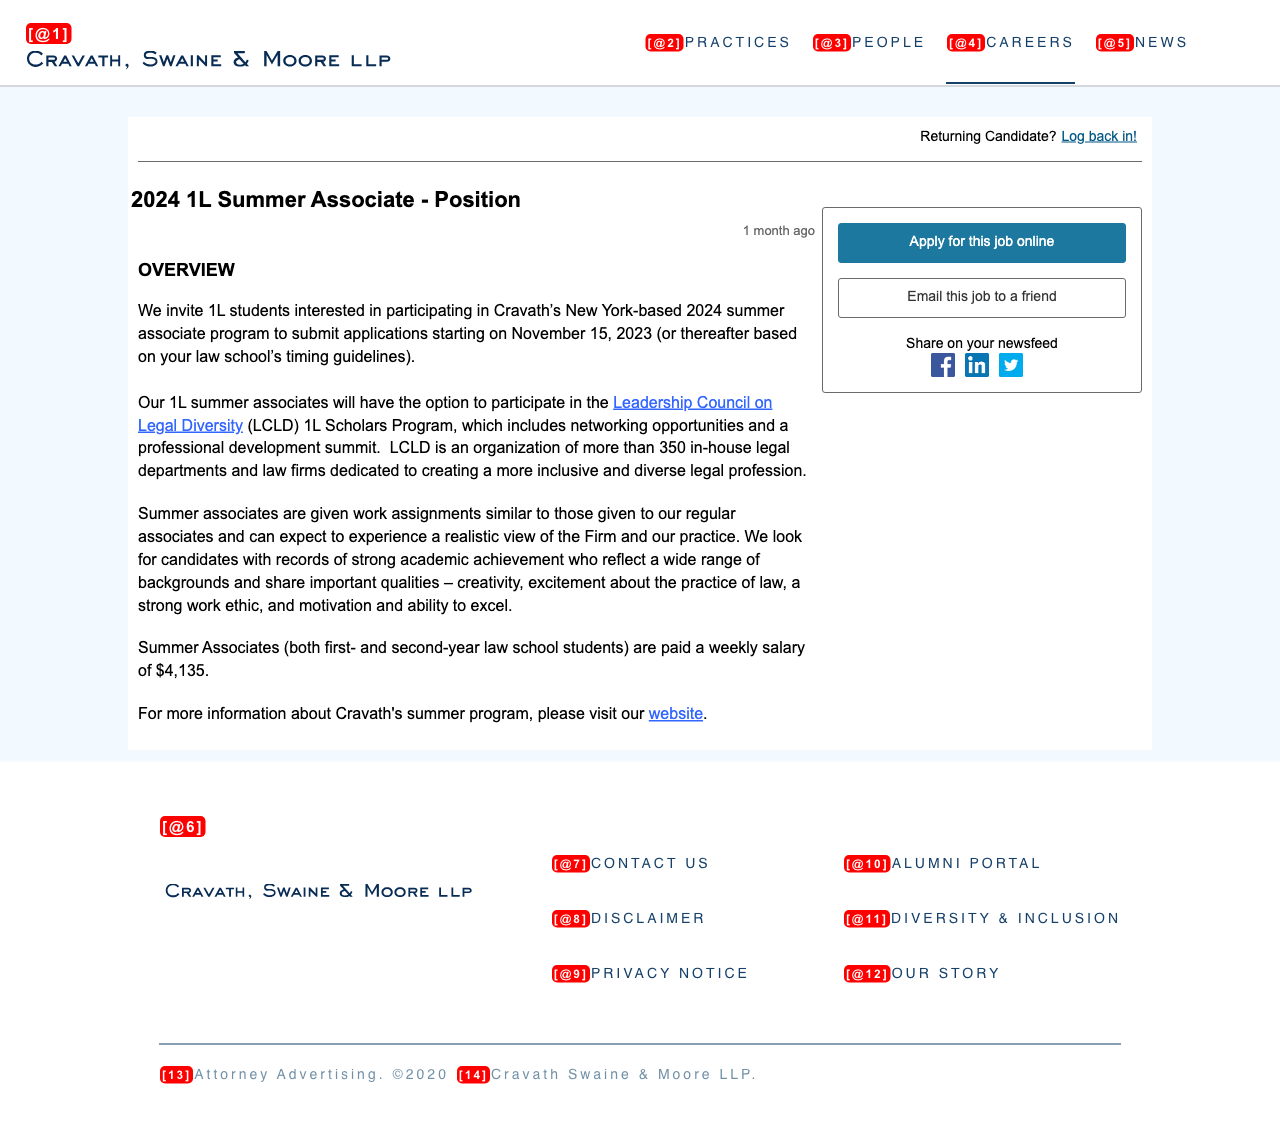 [@1]
Cravath, Swaine & Moore LLP
[@2]PRACTICES [@3]PEOPLE [@4]CAREERS [@5]NEWS
Returning Candidate? Log back in!
2024 1L Summer Associate - Position
1 month ago
OVERVIEW
We invite 1L students interested in participating in Cravath’s New York-based 2024 summer
associate program to submit applications starting on November 15, 2023 (or thereafter based
on your law school’s timing guidelines).
Our 1L summer associates will have the option to participate in the Leadership Council on
Legal Diversity (LCLD) 1L Scholars Program, which includes networking opportunities and a
professional development summit.  LCLD is an organization of more than 350 in-house legal
departments and law firms dedicated to creating a more inclusive and diverse legal profession.
Summer associates are given work assignments similar to those given to our regular
associates and can expect to experience a realistic view of the Firm and our practice. We look
for candidates with records of strong academic achievement who reflect a wide range of
backgrounds and share important qualities – creativity, excitement about the practice of law, a
strong work ethic, and motivation and ability to excel.
Summer Associates (both first- and second-year law school students) are paid a weekly salary
of $4,135.
For more information about Cravath's summer program, please visit our website.
Apply for this job online
Email this job to a friend
Share on your newsfeed
[@6]
Cravath, Swaine & Moore LLP
[@7]CONTACT US
[@8]DISCLAIMER
[@9]PRIVACY NOTICE
[@10]ALUMNI PORTAL
[@11]DIVERSITY & INCLUSION
[@12]OUR STORY
[13]Attorney Advertising. ©2020 [14]Cravath Swaine & Moore LLP.